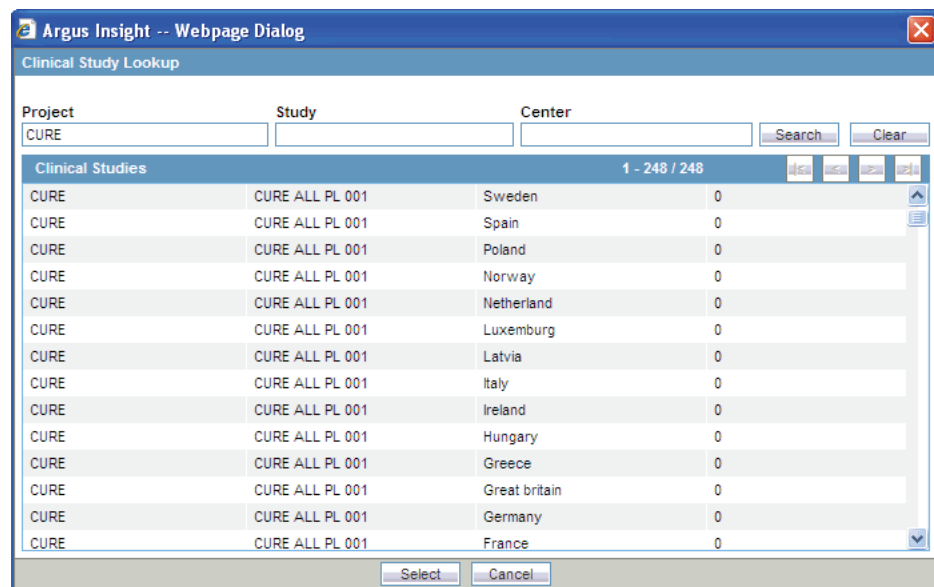 Argus Insight -- Webpage Dialog
Clinical Study Lookup
Project Study Center
CURE Search Clear
Clinical Studies 1 - 248 / 248
CURE CURE ALL PL 001 Sweden 0
CURE CURE ALL PL 001 Spain 0
CURE CURE ALL PL 001 Poland 0
CURE CURE ALL PL 001 Norway 0
CURE CURE ALL PL 001 Netherland 0
CURE CURE ALL PL 001 Luxemburg 0
CURE CURE ALL PL 001 Latvia 0
CURE CURE ALL PL 001 Italy 0
CURE CURE ALL PL 001 Ireland 0
CURE CURE ALL PL 001 Hungary 0
CURE CURE ALL PL 001 Greece 0
CURE CURE ALL PL 001 Great britain 0
CURE CURE ALL PL 001 Germany 0
CURE CURE ALL PL 001 France 0
Select Cancel